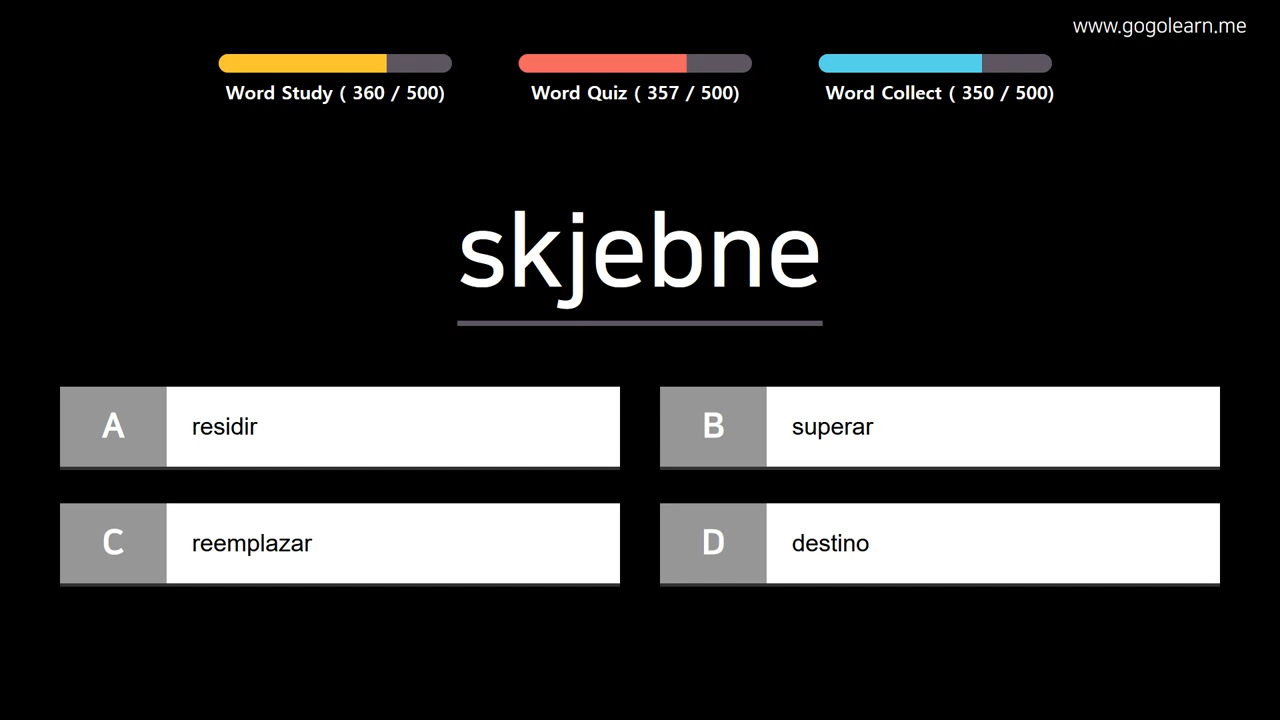 www.gogolearn.me
Word Study ( 360 / 500)
Word Quiz ( 357 / 500)
Word Collect ( 350 / 500)
skjebne
A
residir
B
superar
C
reemplazar
D
destino